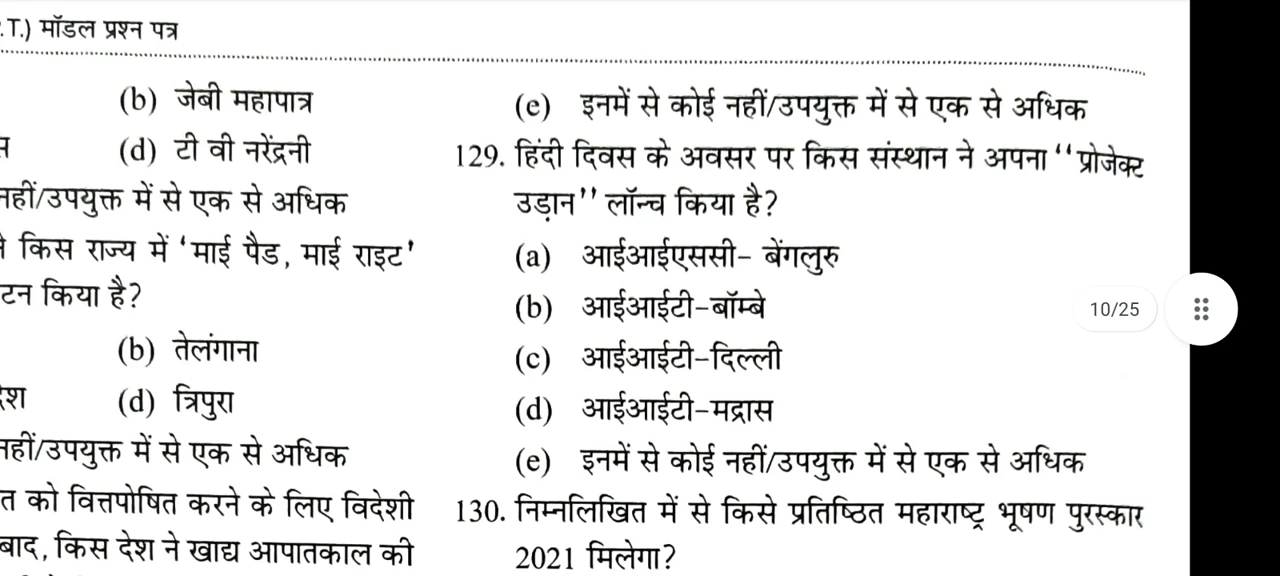 .T.) मॉडल प्रश्न पत्र
(b) जेबी महापात्र
(d) टी वी नरेंद्रनी
नहीं/उपयुक्त में से एक से अधिक
किस राज्य में ‘माई पैड, माई राइट’
टन किया है?
(b) तेलंगाना
(d) त्रिपुरा
नहीं/उपयुक्त में से एक से अधिक
त को वित्तपोषित करने के लिए विदेशी
बाद, किस देश ने खाद्य आपातकाल की
(e) इनमें से कोई नहीं/उपयुक्त में से एक से अधिक
129. हिंदी दिवस के अवसर पर किस संस्थान ने अपना ‘‘प्रोजेक्ट
उड़ान’’ लॉन्च किया है?
(a) आईआईएससी- बेंगलुरु
(b) आईआईटी-बॉम्बे
(c) आईआईटी-दिल्ली
(d) आईआईटी-मद्रास
(e) इनमें से कोई नहीं/उपयुक्त में से एक से अधिक
130. निम्नलिखित में से किसे प्रतिष्ठित महाराष्ट्र भूषण पुरस्कार
2021 मिलेगा?
10/25